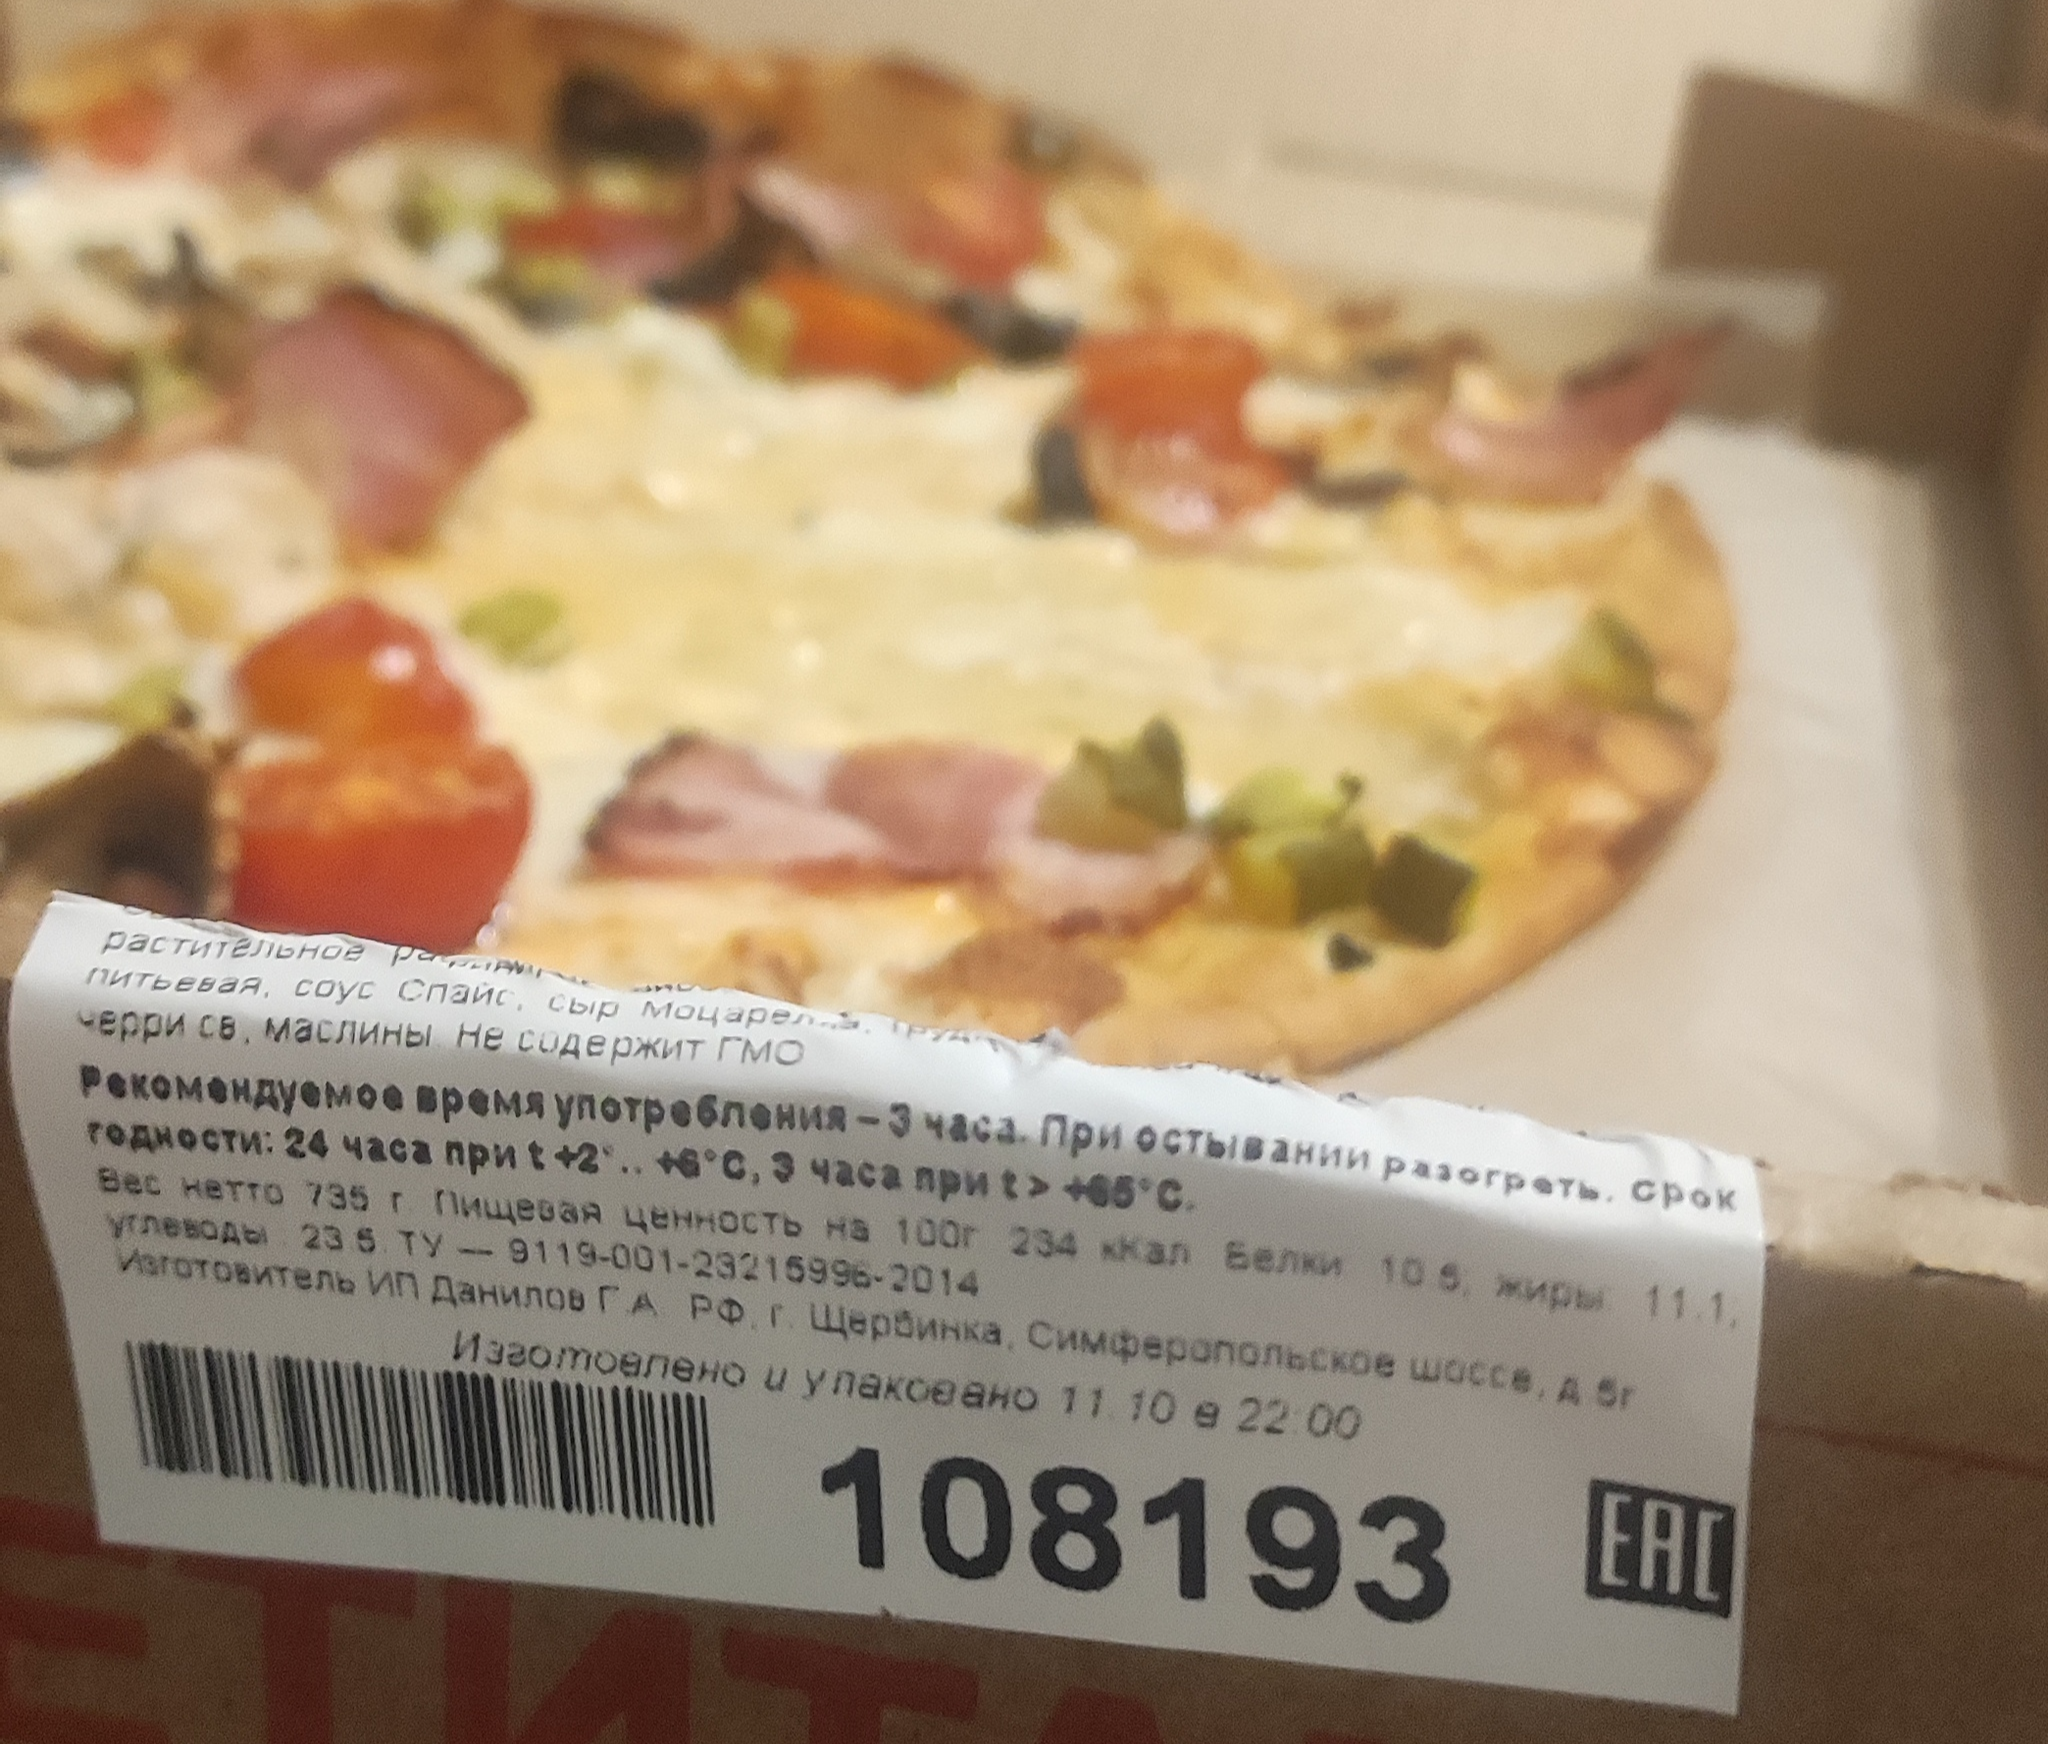 растительное
питьевая, соус Спайс, сыр Моцарелла,
черри св, маслины. Не содержит ГМО
Рекомендуемое время употребления – 3 часа. При остывании разогреть. Срок
годности: 24 часа при t +2°.. +6°C, 3 часа при t > +65°C.
Вес нетто 735 г. Пищевая ценность на 100г 234 кКал Белки 10.5, жиры 11.1,
углеводы 23.5. ТУ — 9119-001-23215996-2014
Изготовитель ИП Данилов Г.А. РФ, г. Щербинка, Симферопольское шоссе, д 5г
Изготовлено и упаковано 11.10 в 22:00
108193
EAC